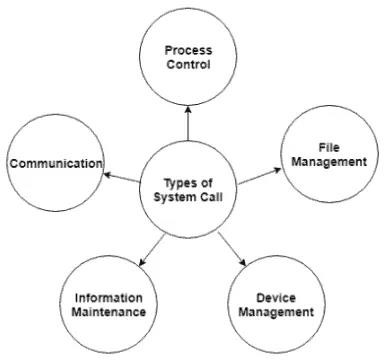 Process
Control
File
Management
Communication
Types of
System Call
Information
Maintenance
Device
Management